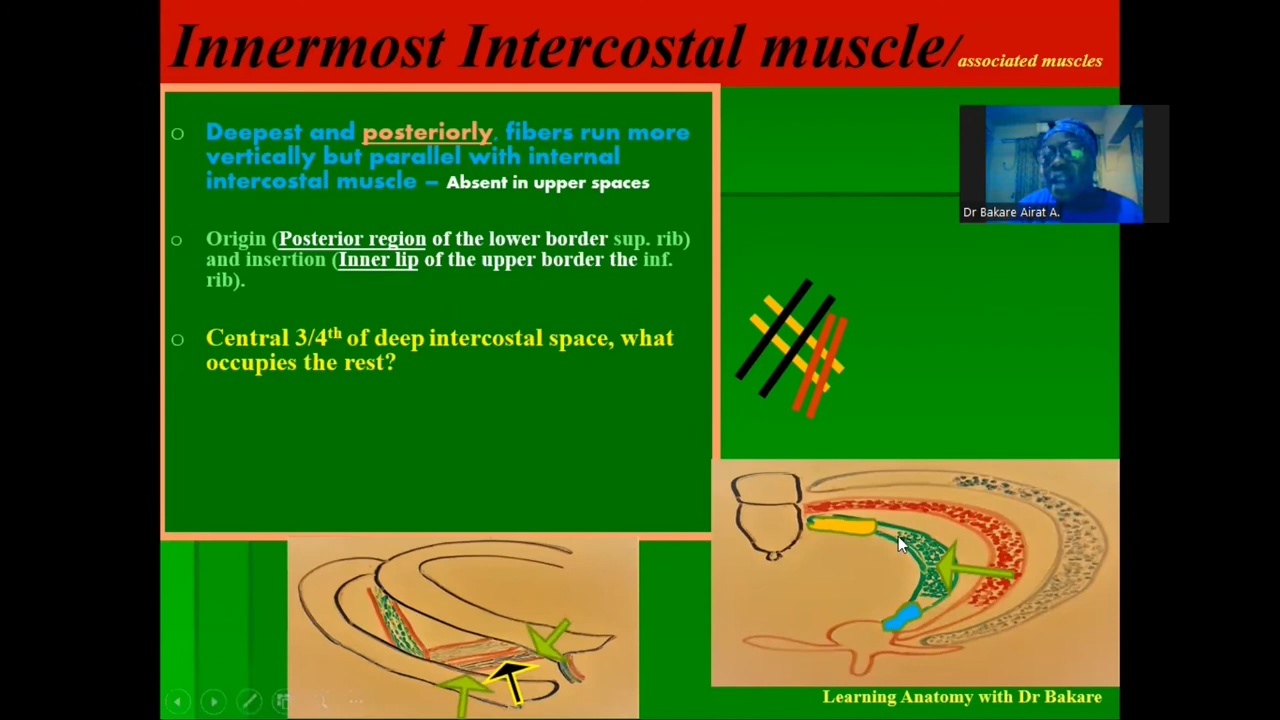 Innermost Intercostal muscle/associated muscles
Deepest and posteriorly, fibers run more
vertically but parallel with internal
intercostal muscle – Absent in upper spaces
Origin (Posterior region of the lower border sup. rib)
and insertion (Inner lip of the upper border the inf.
rib).
Central 3/4th of deep intercostal space, what
occupies the rest?
Dr Bakare Airat A.
Learning Anatomy with Dr Bakare